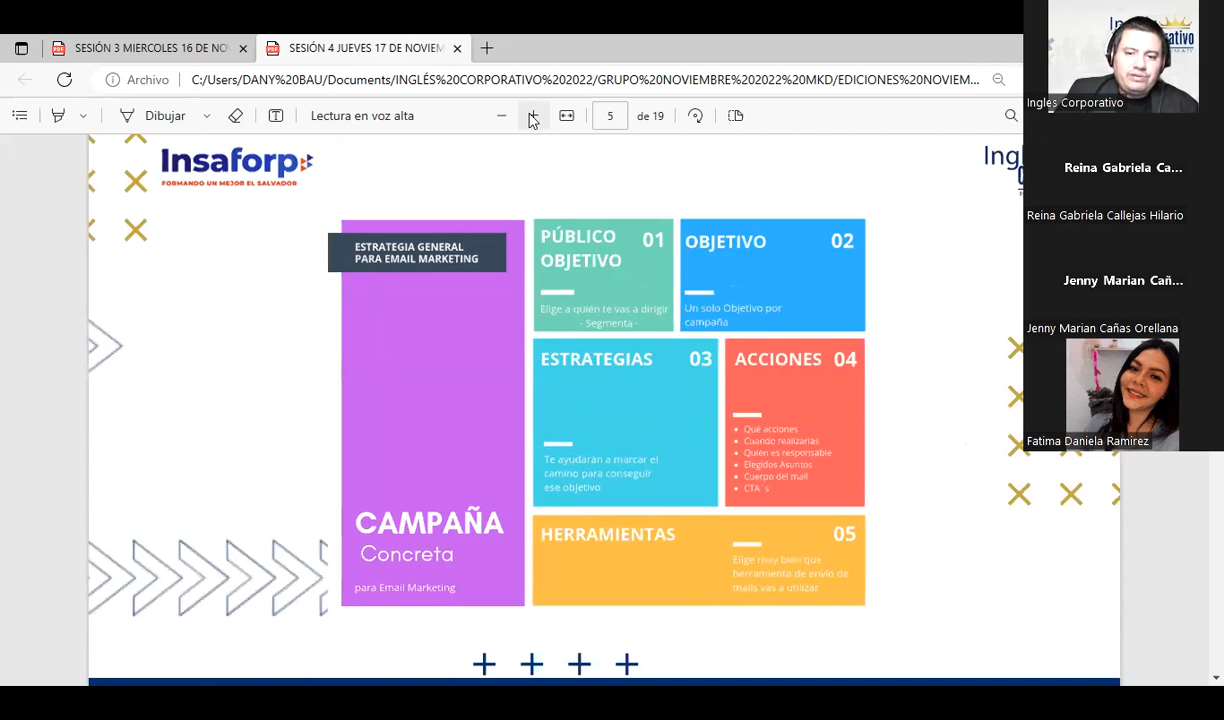 SESIÓN 3 MIERCOLES 16 DE NO
SESIÓN 4 JUEVES 17 DE NOVIEM
Archivo
C:/Users/DANY%20BAU/Documents/INGLÉS%20CORPORATIVO%202022/GRUPO%20NOVIEMBRE%202022%20MKD/EDICIONES%20NOVIEM...
Dibujar
Lectura en voz alta
5
de 19
Insaforp
FORMANDO UN MEJOR EL SALVADOR
ESTRATEGIA GENERAL
PARA EMAIL MARKETING
CAMPAÑA
Concreta
para Email Marketing
PÚBLICO
OBJETIVO
01
Elige a quién te vas a dirigir
- Segmenta -
OBJETIVO
02
Un solo Objetivo por
campaña
ESTRATEGIAS
03
Te ayudarán a marcar el
camino para conseguir
ese objetivo
ACCIONES
04
• Qué acciones
• Cuando realizarlas
• Quién es responsable
• Elegidos Asuntos
• Cuerpo del mail
• CTA´s
HERRAMIENTAS
05
Elige muy bien que
herramienta de envío de
mails vas a utilizar
Inglés Corporativo
Reina Gabriela Ca...
Reina Gabriela Callejas Hilario
Jenny Marian Cañ...
Jenny Marian Cañas Orellana
Fatima Daniela Ramirez